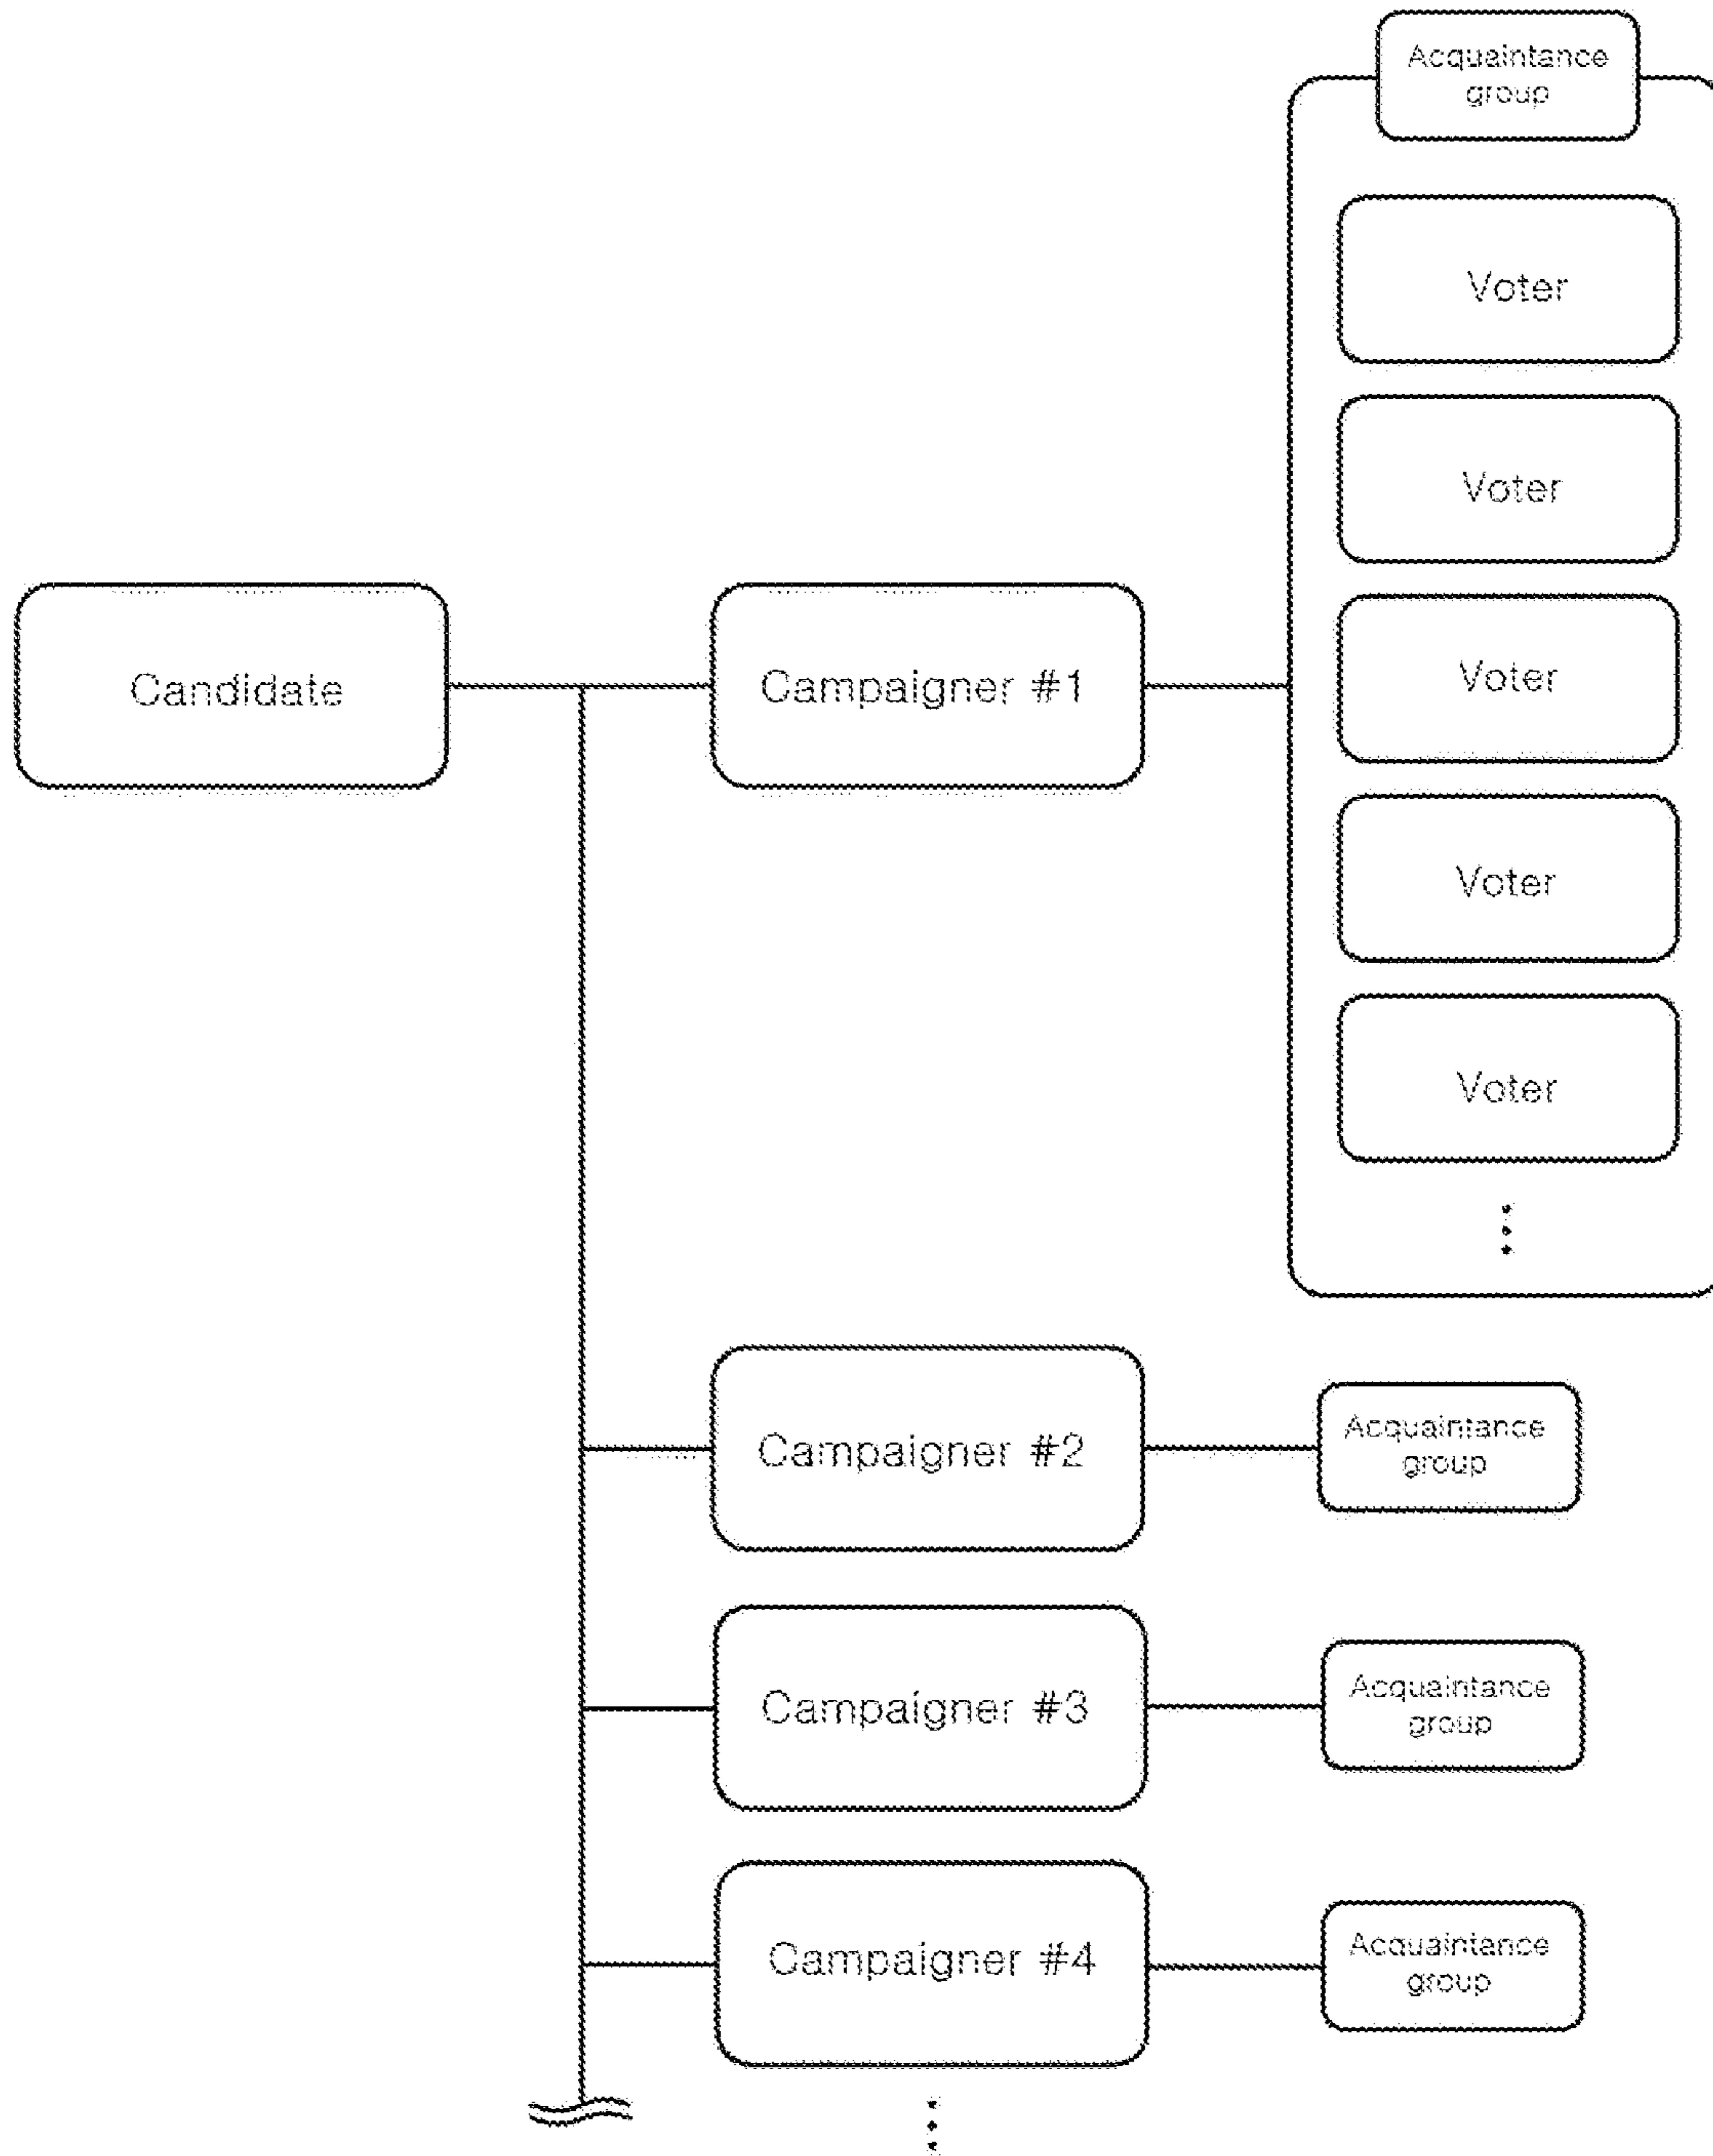 Acquaintance
group
Voter
Voter
Voter
Voter
Voter
⋮
Candidate
Campaigner #1
Campaigner #2
Acquaintance
group
Campaigner #3
Acquaintance
group
Campaigner #4
Acquaintance
group
⋮